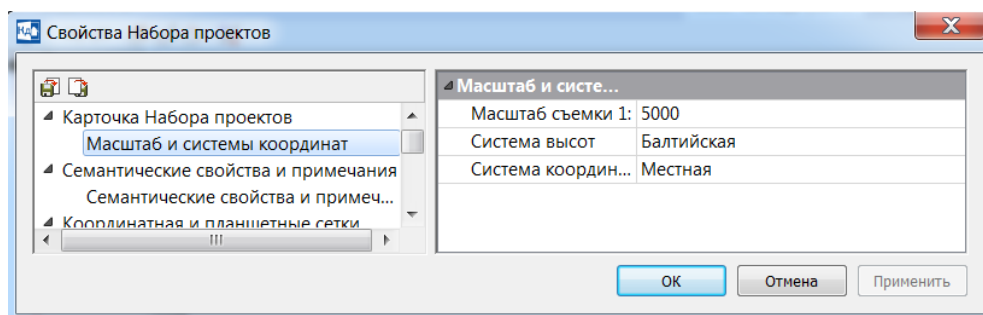 Свойства Набора проектов
Карточка Набора проектов
Масштаб и системы координат
Семантические свойства и примечания
Семантические свойства и примеч...
Координатная и планшетные сетки
Масштаб и систе...
Масштаб съемки 1: 5000
Система высот Балтийская
Система координ... Местная
ОК Отмена Применить